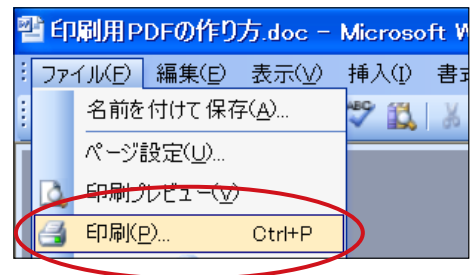 印刷用PDFの作り方.doc - Microsoft W
ファイル(F) 編集(E) 表示(V) 挿入(I) 書式
名前を付けて保存(A)...
ABC
ページ設定(U)...
印刷プレビュー(V)
印刷(P)... Ctrl+P